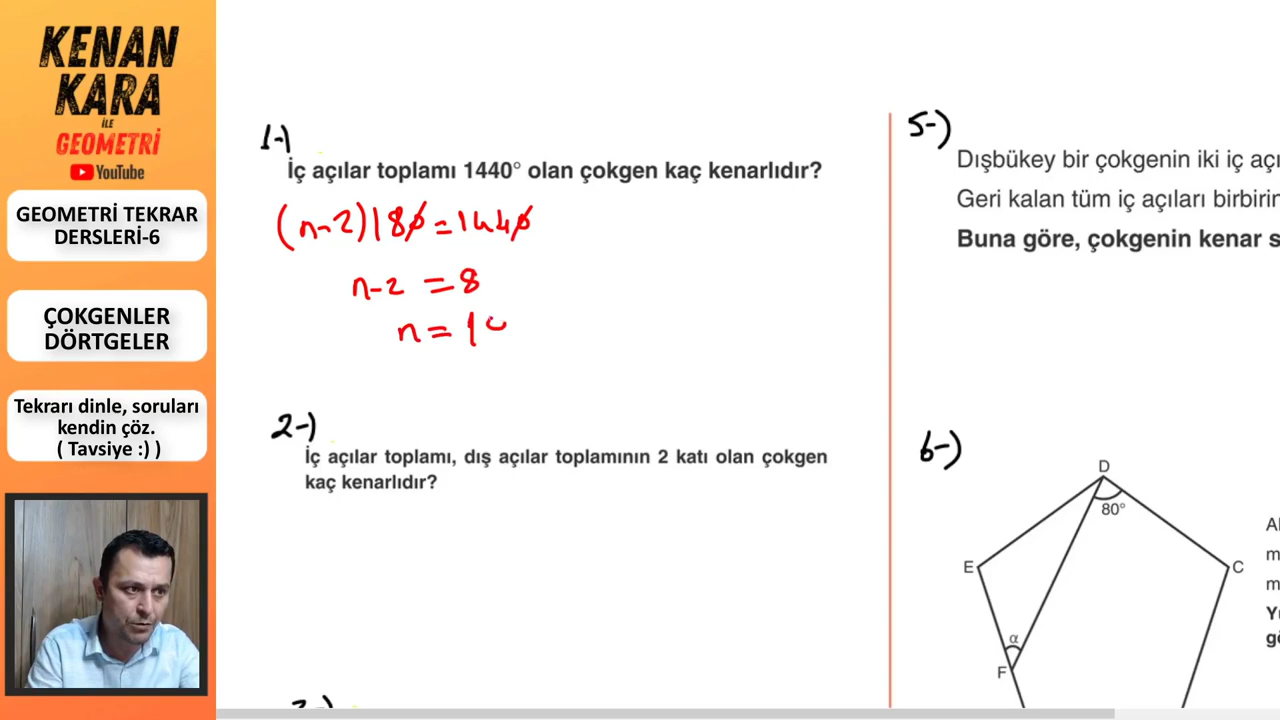 KENAN
KARA
İLE
GEOMETRİ
YouTube
GEOMETRİ TEKRAR
DERSLERİ-6
ÇOKGENLER
DÖRTGELER
Tekrarı dinle, soruları
kendin çöz.
( Tavsiye :) )
1-)
İç açılar toplamı 1440° olan çokgen kaç kenarlıdır?
(n-2)180=1440
n-2 = 8
n = 10
2-)
İç açılar toplamı, dış açılar toplamının 2 katı olan çokgen
kaç kenarlıdır?
5-)
Dışbükey bir çokgenin iki iç açı
Geri kalan tüm iç açıları birbirin
Buna göre, çokgenin kenar s
6-)
D
80°
E
C
α
F
m
m